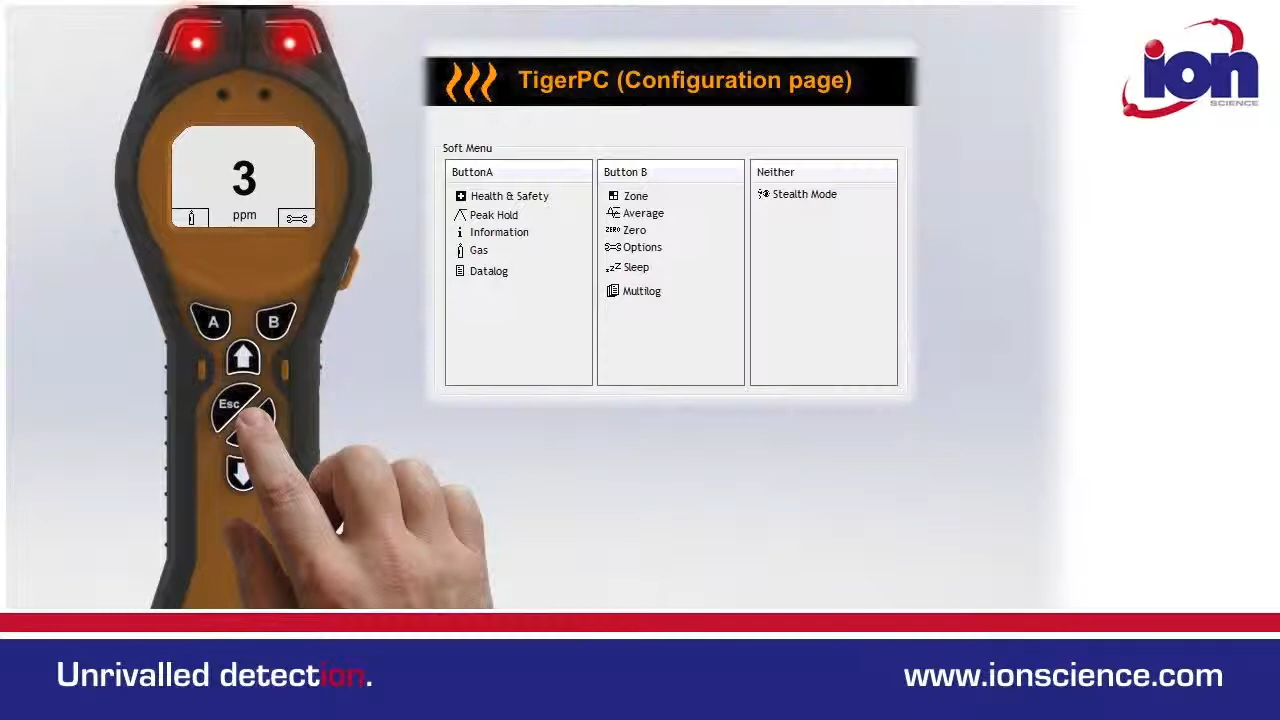 3
ppm
A
B
Esc
TigerPC (Configuration page)
Soft Menu
ButtonA
Health & Safety
Peak Hold
Information
Gas
Datalog
Button B
Zone
Average
ZERO Zero
Options
zzZ Sleep
Multilog
Neither
Stealth Mode
ion
SCIENCE
Unrivalled detection.
www.ionscience.com